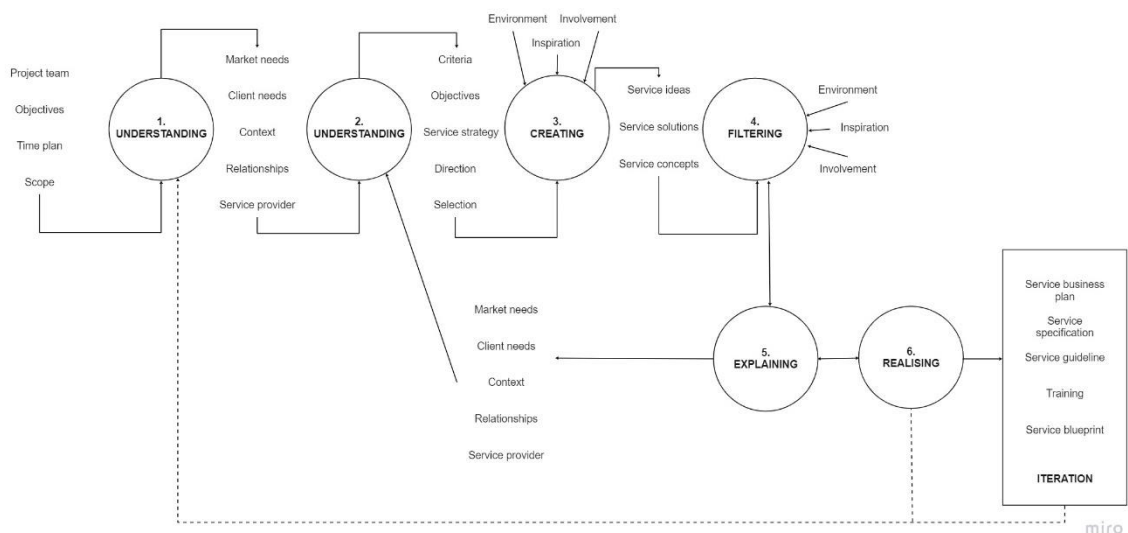 Project team
Objectives
Time plan
Scope
1.
UNDERSTANDING
Market needs
Client needs
Context
Relationships
Service provider
2.
UNDERSTANDING
Criteria
Objectives
Service strategy
Direction
Selection
Environment
Involvement
Inspiration
3.
CREATING
Service ideas
Service solutions
Service concepts
4.
FILTERING
Environment
Inspiration
Involvement
Market needs
Client needs
Context
Relationships
Service provider
5.
EXPLAINING
6.
REALISING
Service business
plan
Service
specification
Service guideline
Training
Service blueprint
ITERATION
miro